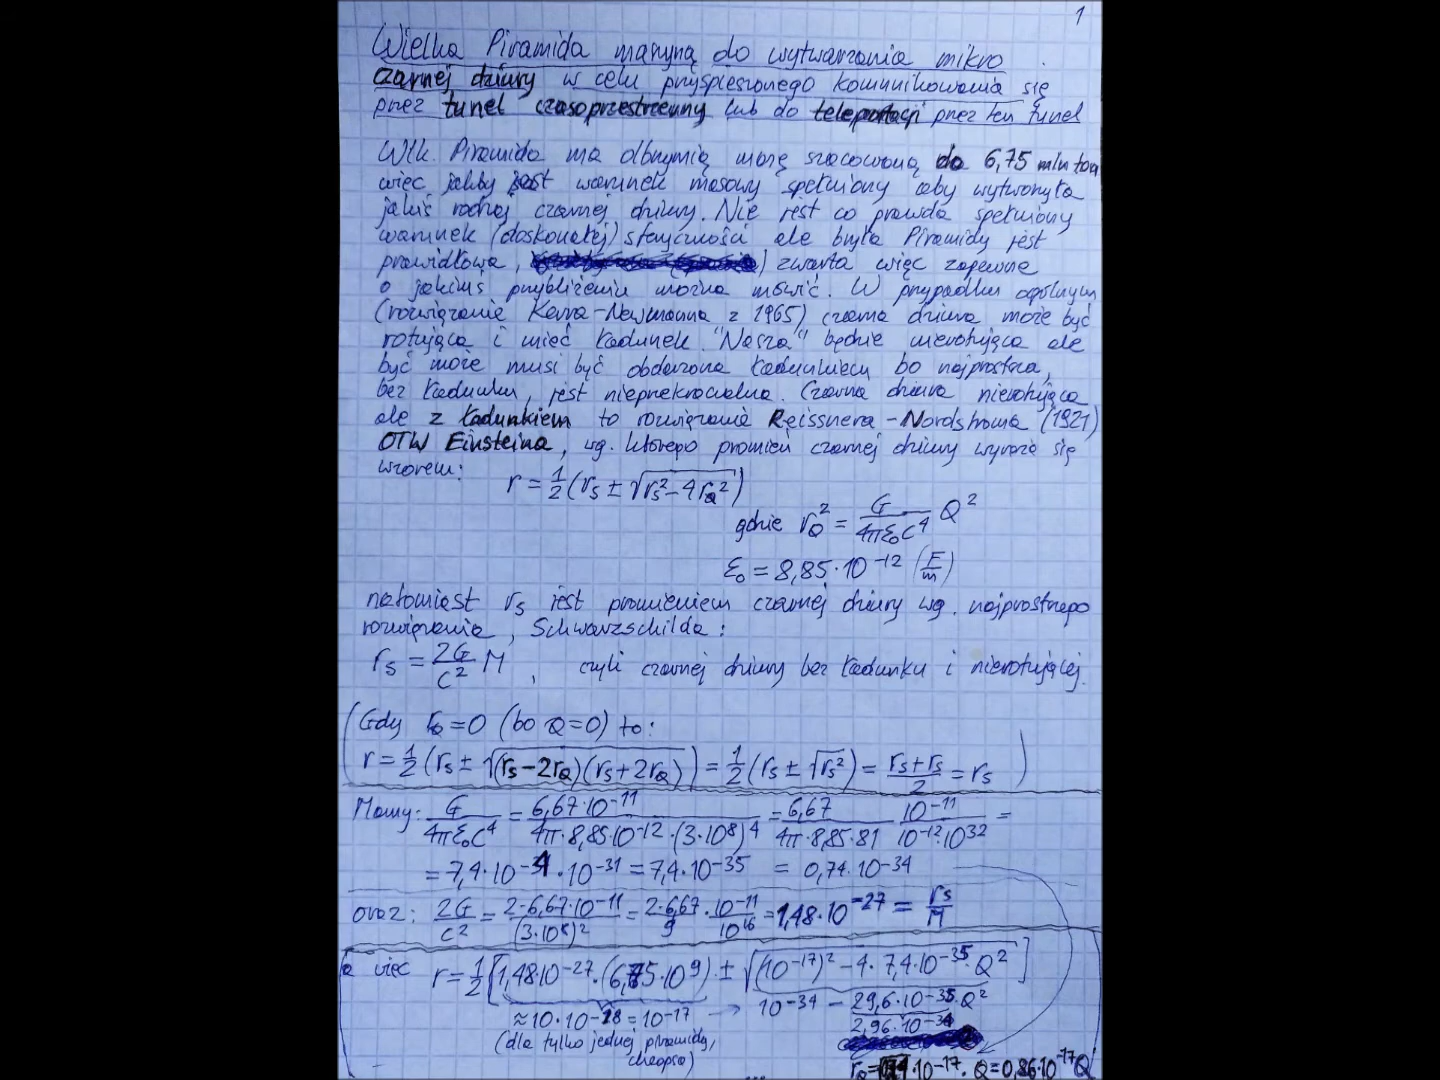 1
Wielka Piramida maszyną do wytwarzania mikro
czarnej dziury w celu przyspieszonego komunikowania się
przez tunel czasoprzestrzenny lub do teleportacji przez ten tunel
Wlk. Piramida ma olbrzymią masę szacowaną do 6,75 mln ton
więc jakby jest warunek masowy spełniony aby wytworzyła
jakiś rodzaj czarnej dziury. Nie jest co prawda spełniony
warunek (doskonałej) sferyczności ale bryła Piramidy jest
prawidłowa, zwarta więc zapewne
o jakimś przybliżeniu można mówić. W przypadku ogólnym
(rozwiązanie Kerra-Newmanna z 1965) czarna dziura może być
rotująca i mieć ładunek. "Nasza" będzie nierotująca ale
być może musi być obdarzona ładunkiem bo najprostsza,
bez ładunku, jest nieprzekraczalna. Czarna dziura nierotująca
ale z ładunkiem to rozwiązanie Reissnera-Nordstroma (1921)
OTW Einsteina, wg. którego promień czarnej dziury wyraża się
wzorem: r = 1/2 (rs ± √(rs² - 4rQ²))
gdzie rQ² = G/(4πε₀c⁴) Q²
ε₀ = 8,85·10⁻¹² (F/m)
natomiast rs jest promieniem czarnej dziury wg. najprostszego
rozwiązania, Schwarzschilda:
rs = 2G/c² M, czyli czarnej dziury bez ładunku i nierotującej.
(Gdy rQ = 0 (bo Q = 0) to:
r = 1/2 (rs ± √((rs - 2rQ)(rs + 2rQ))) = 1/2 (rs ± √rs²) = (rs + rs)/2 = rs)
Mamy: G/(4πε₀c⁴) = 6,67·10⁻¹¹/(4π·8,85·10⁻¹²·(3·10⁸)⁴) = 6,67/(4π·8,85·81) 10⁻¹¹/(10⁻¹²·10³²) =
= 7,4·10⁻⁴·10⁻³¹ = 7,4·10⁻³⁵ = 0,74·10⁻³⁴
oraz: 2G/c² = 2·6,67·10⁻¹¹/(3·10⁸)² = 2·6,67/9 · 10⁻¹¹/10¹⁶ = 1,48·10⁻²⁷ = rs/M
a więc r = 1/2 [1,48·10⁻²⁷·(6,75·10⁹) ± √((10⁻¹⁷)² - 4·7,4·10⁻³⁵·Q²)]
≈ 10·10⁻¹⁸ = 10⁻¹⁷ → 10⁻³⁴ - 29,6·10⁻³⁵·Q²
2,96·10⁻³⁴
(dla tylko jednej piramidy,
cheopsa)
·10⁻¹⁷·Q = 0,86·10⁻¹⁷Q
...